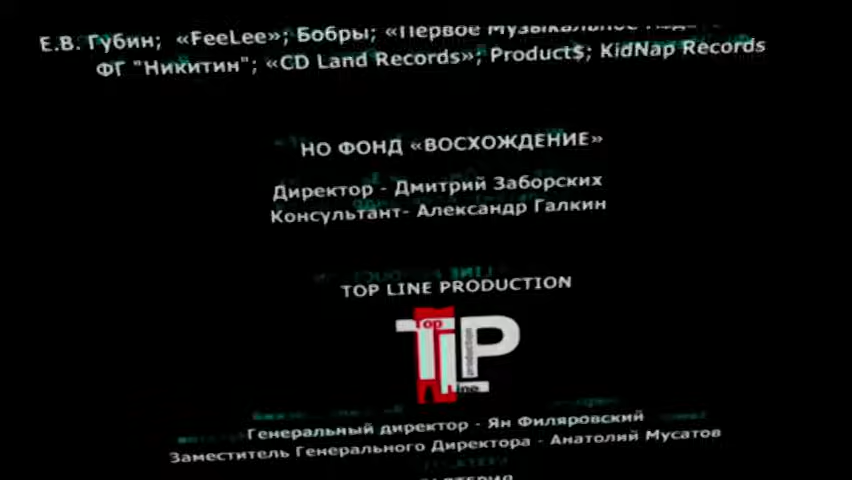 Е.В. Губин; «FeeLee»; Бобры; «Первое Музыкальное
ФГ "Никитин"; «CD Land Records»; Product$; KidNap Records
НО ФОНД «ВОСХОЖДЕНИЕ»
Директор - Дмитрий Заборских
Консультант- Александр Галкин
TOP LINE PRODUCTION
Top
TLP
production
Line
Генеральный директор - Ян Филяровский
Заместитель Генерального Директора - Анатолий Мусатов